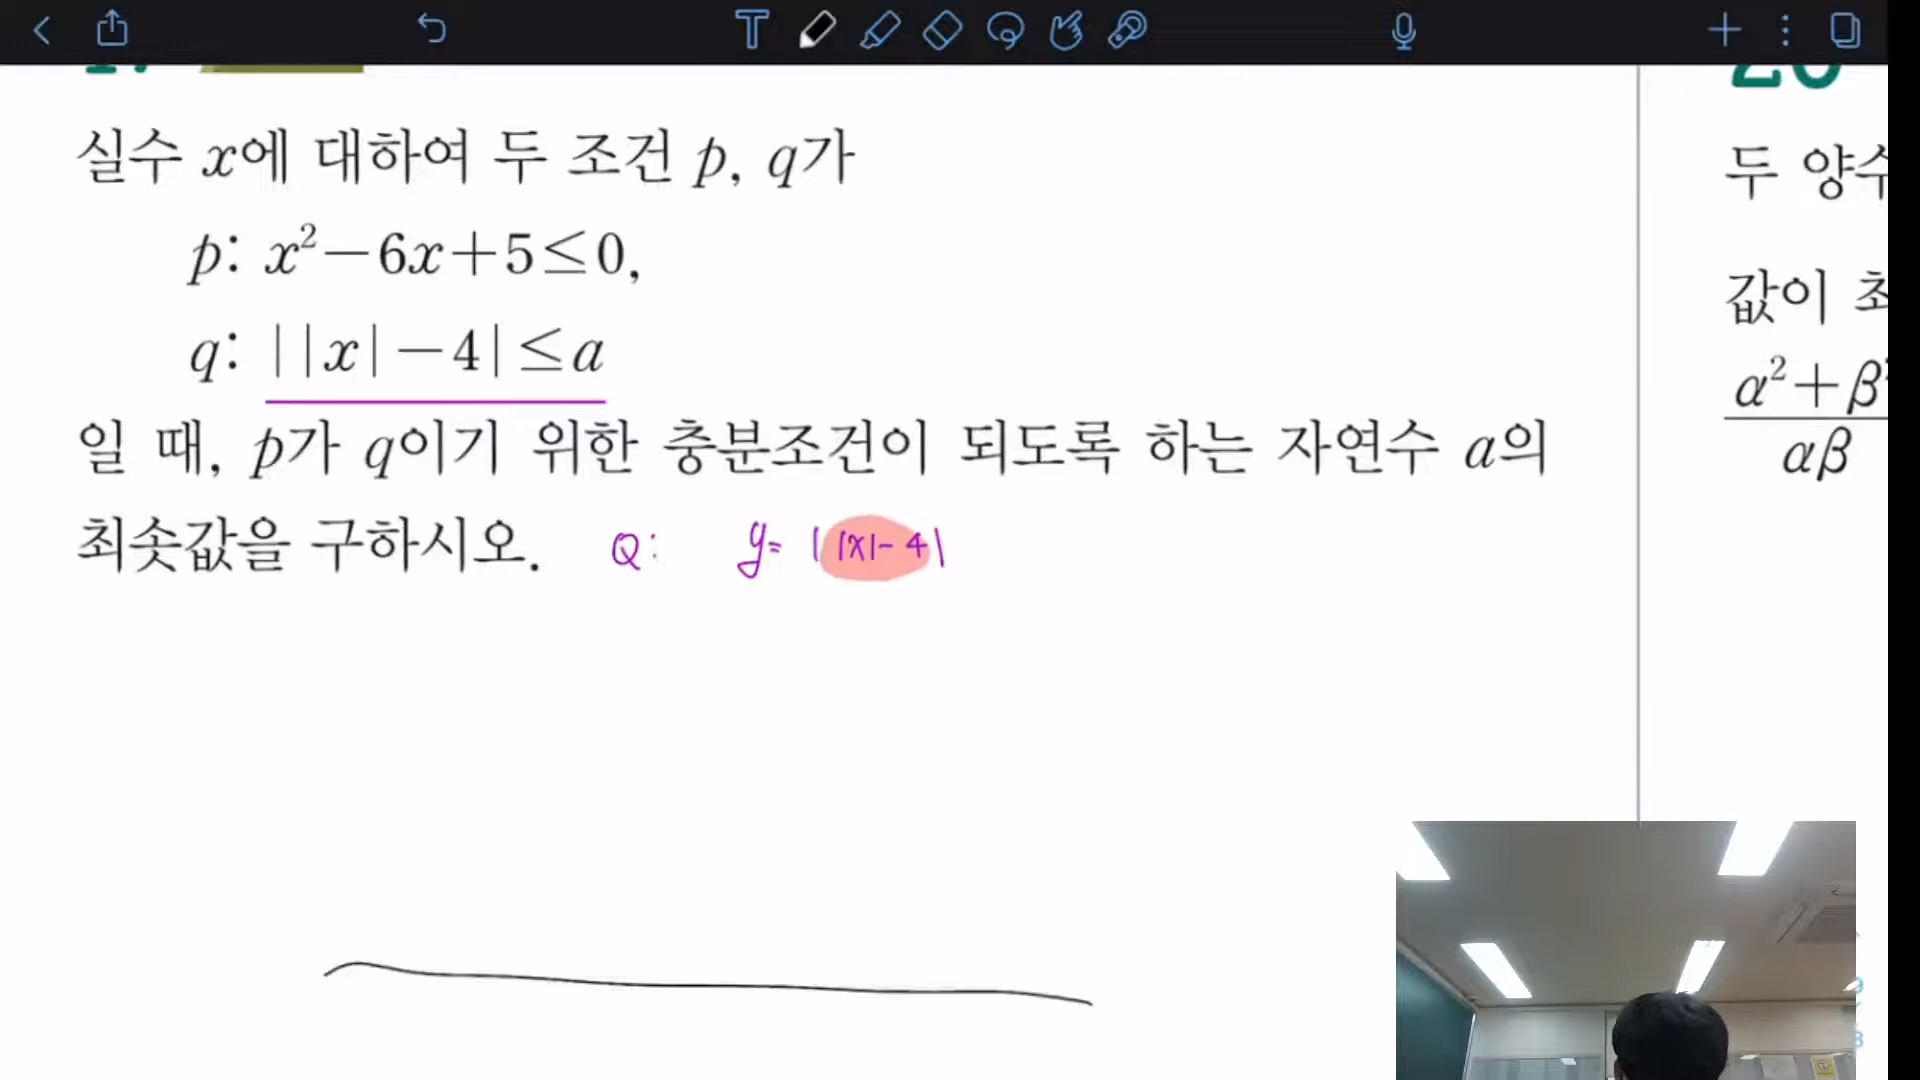 실수 x에 대하여 두 조건 p, q가
p: x²−6x+5≤0,
q: ||x|−4|≤a
일 때, p가 q이기 위한 충분조건이 되도록 하는 자연수 a의
최솟값을 구하시오.
Q: y= ||x|-4|
두 양수
값이 최
α²+β²
αβ